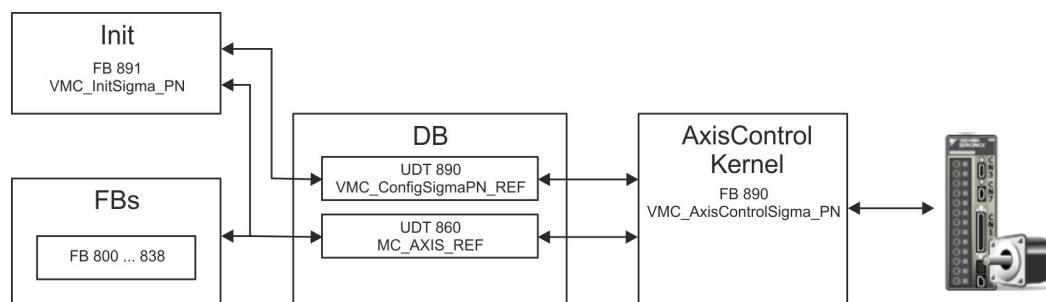 Init
FB 891
VMC_InitSigma_PN
FBs
FB 800 ... 838
DB
UDT 890
VMC_ConfigSigmaPN_REF
UDT 860
MC_AXIS_REF
AxisControl
Kernel
FB 890
VMC_AxisControlSigma_PN